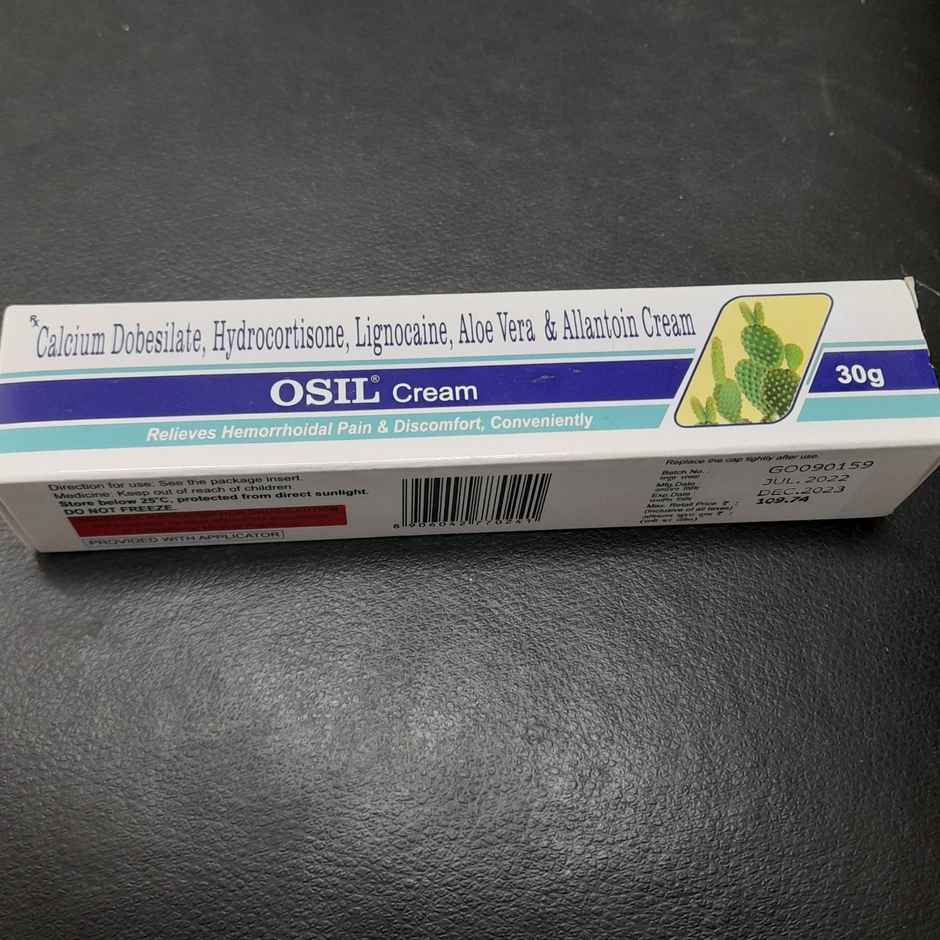 Rx
Calcium Dobesilate, Hydrocortisone, Lignocaine, Aloe Vera & Allantoin Cream
OSIL® Cream
30g
Relieves Hemorrhoidal Pain & Discomfort, Conveniently
Direction for use: See the package insert.
Medicine: Keep out of reach of children
Store below 25°C, protected from direct sunlight.
DO NOT FREEZE
PROVIDED WITH APPLICATOR
Replace the cap tightly after use.
Batch No. GO090159
Mfg.Date JUL. 2022
Exp.Date DEC.2023
Max. Retail Price ₹ : 109.74
(Inclusive of all taxes)